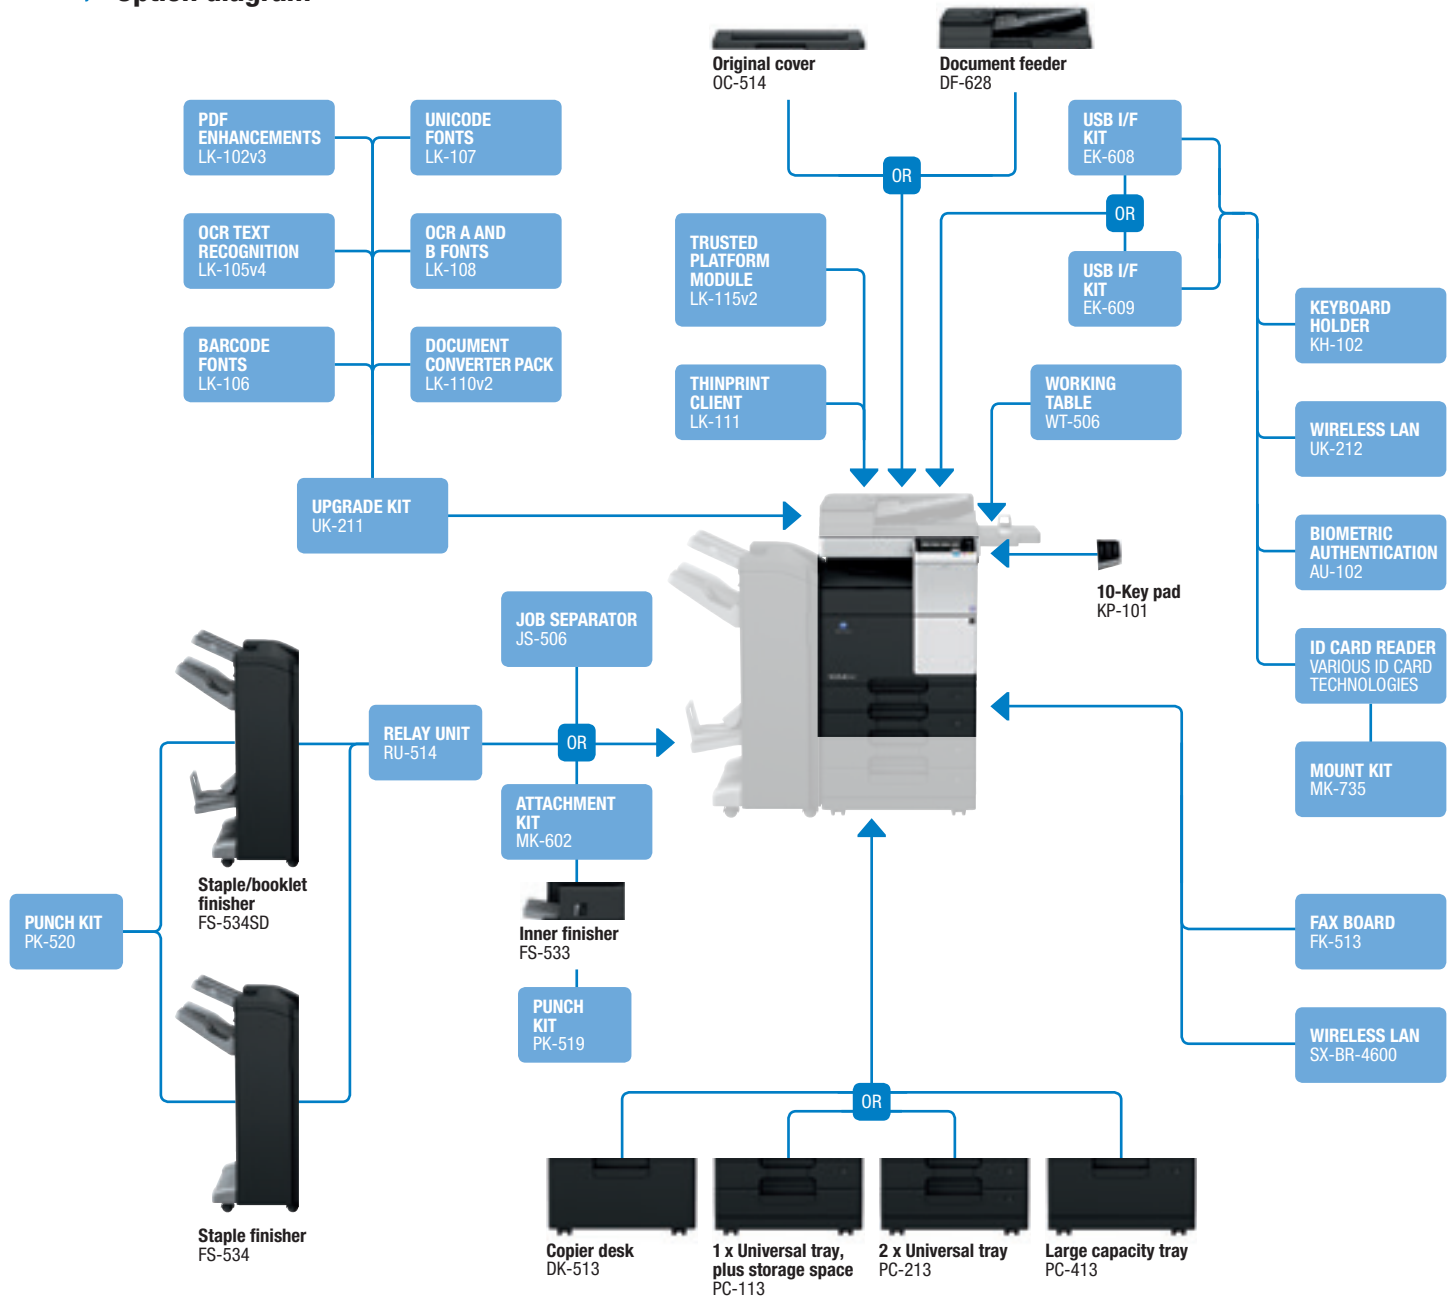 Option diagram
Original cover
OC-514
Document feeder
DF-628
PDF
ENHANCEMENTS
LK-102v3
UNICODE
FONTS
LK-107
USB I/F
KIT
EK-608
OR
OCR TEXT
RECOGNITION
LK-105v4
OCR A AND
B FONTS
LK-108
TRUSTED
PLATFORM
MODULE
LK-115v2
OR
USB I/F
KIT
EK-609
KEYBOARD
HOLDER
KH-102
BARCODE
FONTS
LK-106
DOCUMENT
CONVERTER PACK
LK-110v2
THINPRINT
CLIENT
LK-111
WORKING
TABLE
WT-506
WIRELESS LAN
UK-212
UPGRADE KIT
UK-211
BIOMETRIC
AUTHENTICATION
AU-102
10-Key pad
KP-101
JOB SEPARATOR
JS-506
ID CARD READER
VARIOUS ID CARD
TECHNOLOGIES
RELAY UNIT
RU-514
OR
MOUNT KIT
MK-735
ATTACHMENT
KIT
MK-602
Staple/booklet
finisher
FS-534SD
PUNCH KIT
PK-520
Inner finisher
FS-533
FAX BOARD
FK-513
PUNCH
KIT
PK-519
WIRELESS LAN
SX-BR-4600
OR
Staple finisher
FS-534
Copier desk
DK-513
1 x Universal tray,
plus storage space
PC-113
2 x Universal tray
PC-213
Large capacity tray
PC-413